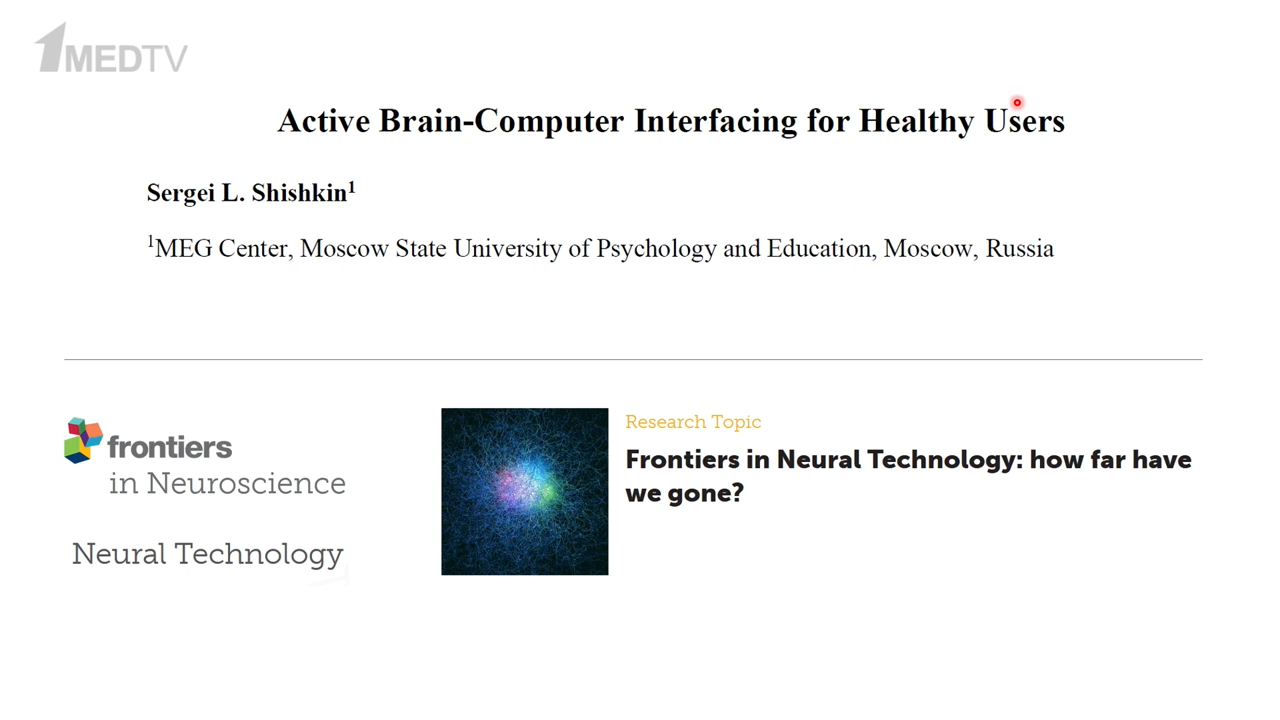 1MEDTV
Active Brain-Computer Interfacing for Healthy Users
Sergei L. Shishkin¹
¹MEG Center, Moscow State University of Psychology and Education, Moscow, Russia
frontiers
in Neuroscience
Neural Technology
Research Topic
Frontiers in Neural Technology: how far have
we gone?